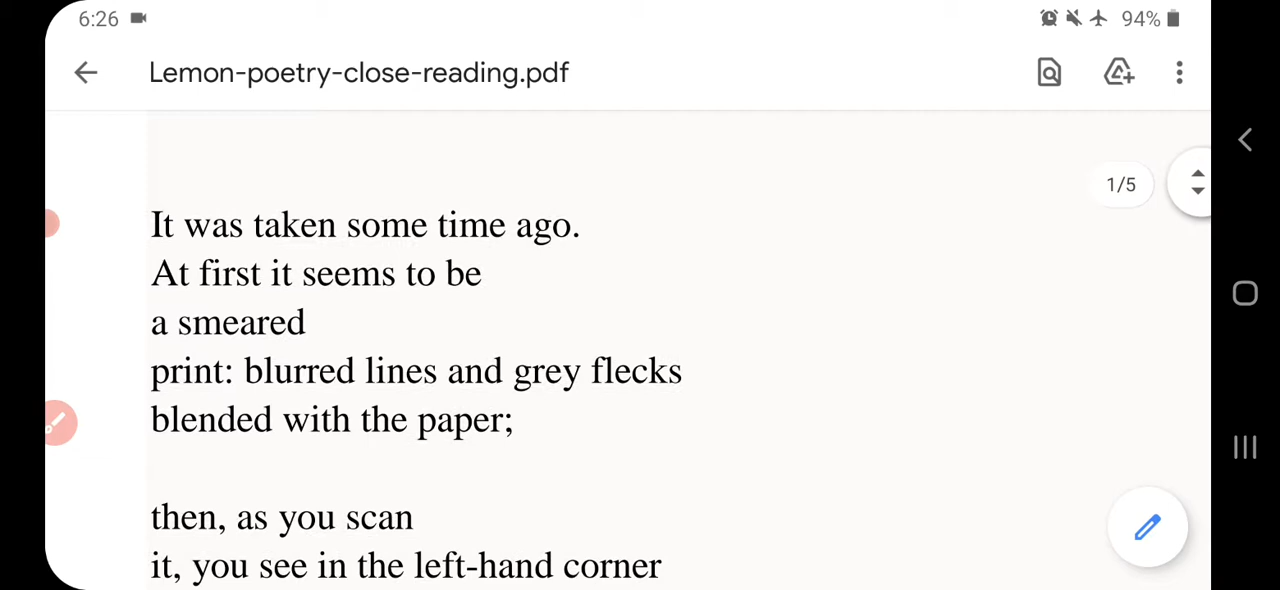 6:26
94%
Lemon-poetry-close-reading.pdf
1/5
It was taken some time ago.
At first it seems to be
a smeared
print: blurred lines and grey flecks
blended with the paper;
then, as you scan
it, you see in the left-hand corner